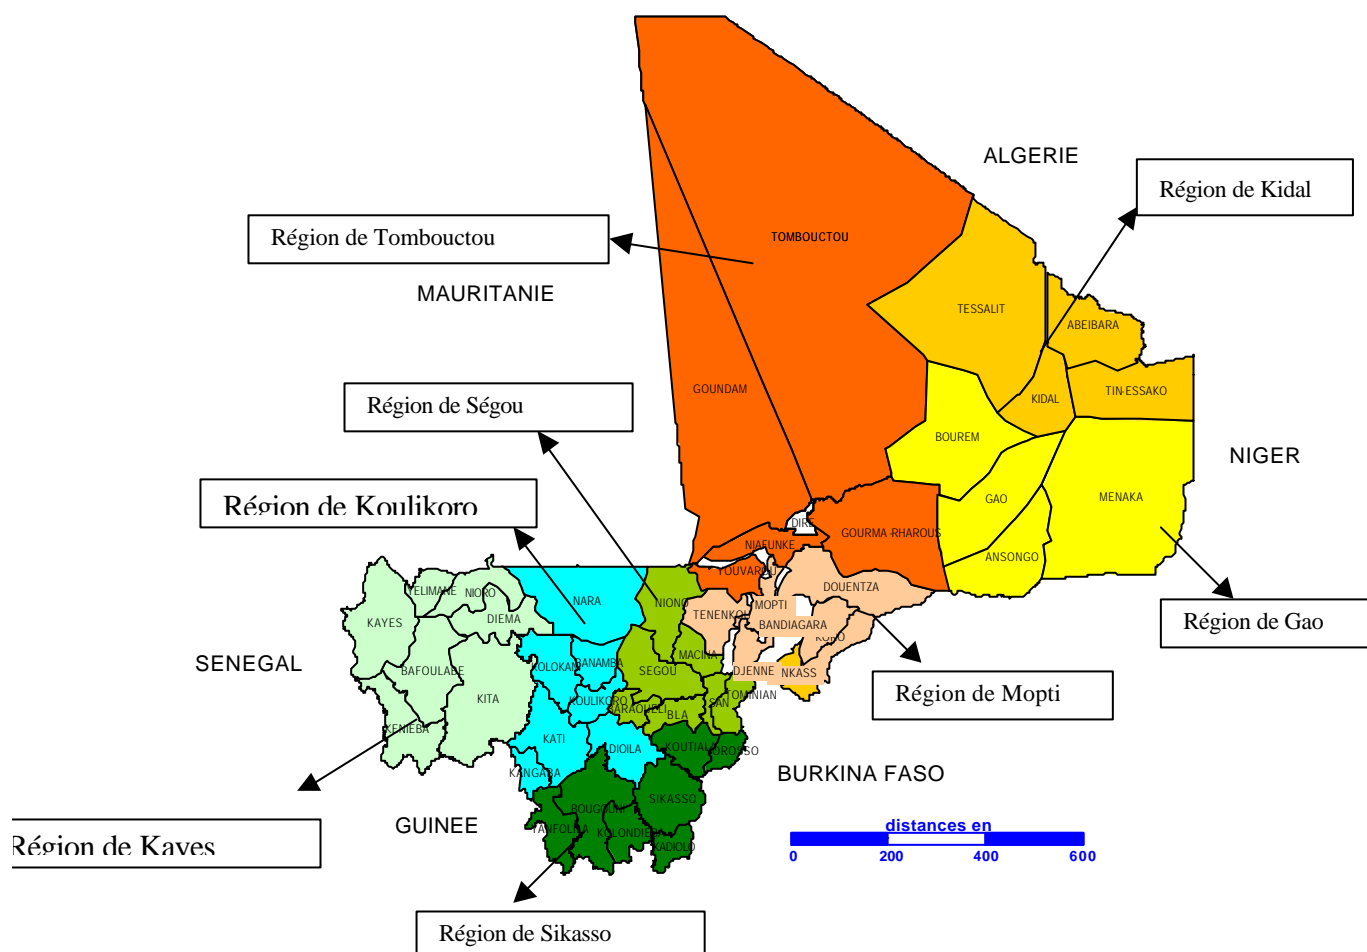 ALGERIE
Région de Kidal
Région de Tombouctou
TOMBOUCTOU
MAURITANIE
TESSALIT
ABEIBARA
GOUNDAM
KIDAL
TIN-ESSAKO
Région de Ségou
BOUREM
NIGER
Région de Koulikoro
GAO
MENAKA
DIRE
GOURMA-RHAROUS
NIAFUNKE
ANSONGO
YOUVAROU
DOUENTZA
YELIMANE
NIORO
NARA
NIONO
MOPTI
TENENKOU
KAYES
DIEMA
BANDIAGARA
KORO
Région de Gao
SENEGAL
BAFOULABE
KOLOKANI
BANAMBA
MACINA
SEGOU
DJENNE
NKASS
Région de Mopti
KITA
KOULIKORO
BARAOUELI
BLA
SAN
TOMINIAN
KENIEBA
KATI
DIOILA
KOUTIALA
OROSSO
KANGABA
BURKINA FASO
SIKASSO
BOUGOUNI
GUINEE
YANFOLILA
KOLONDIEBA
KADIOLO
distances en
0 200 400 600
Région de Kayes
Région de Sikasso